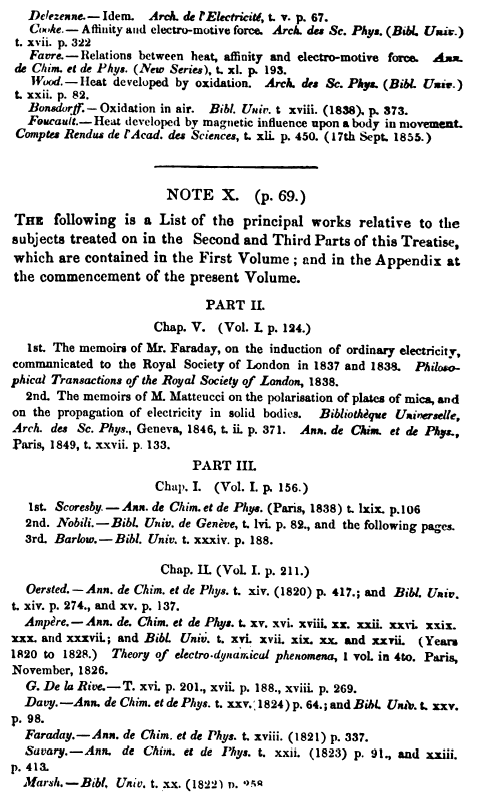 Delezenne.— Idem. Arch. de l'Electricité, t. v. p. 67.
Cooke.— Affinity and electro-motive force. Arch. des Sc. Phys. (Bibl. Univ.)
t. xvii. p. 322
Favre.—Relations between heat, affinity and electro-motive force. Ann.
de Chim. et de Phys. (New Series), t. xl. p. 193.
Wood.—Heat developed by oxidation. Arch. des Sc. Phys. (Bibl. Univ.)
t. xxii. p. 82.
Bonsdorff.— Oxidation in air. Bibl. Univ. t xviii. (1838). p. 373.
Foucault.—Heat developed by magnetic influence upon a body in movement.
Comptes Rendus de l'Acad. des Sciences, t. xli. p. 450. (17th Sept. 1855.)
NOTE X. (p. 69.)
THE following is a List of the principal works relative to the
subjects treated on in the Second and Third Parts of this Treatise,
which are contained in the First Volume; and in the Appendix at
the commencement of the present Volume.
PART II.
Chap. V. (Vol. I. p. 124.)
1st. The memoirs of Mr. Faraday, on the induction of ordinary electricity,
communicated to the Royal Society of London in 1837 and 1838. Philoso-
phical Transactions of the Royal Society of London, 1838.
2nd. The memoirs of M. Matteucci on the polarisation of plates of mica, and
on the propagation of electricity in solid bodies. Bibliothèque Universelle,
Arch. des Sc. Phys., Geneva, 1846, t. ii. p. 371. Ann. de Chim. et de Phys.,
Paris, 1849, t. xxvii. p. 133.
PART III.
Chap. I. (Vol. I. p. 156.)
1st. Scoresby.—Ann. de Chim. et de Phys. (Paris, 1838) t. lxix. p.106
2nd. Nobili.—Bibl. Univ. de Genève, t. lvi. p. 82., and the following pages.
3rd. Barlow.—Bibl. Univ. t. xxxiv. p. 188.
Chap. II. (Vol. I. p. 211.)
Oersted.—Ann. de Chim. et de Phys. t. xiv. (1820) p. 417.; and Bibl. Univ.
t. xiv. p. 274., and xv. p. 137.
Ampère.—Ann. de. Chim. et de Phys. t. xv. xvi. xviii. xx. xxii. xxvi. xxix.
xxx. and xxxvii.; and Bibl. Univ. t. xvi. xvii. xix. xx. and xxvii. (Years
1820 to 1828.) Theory of electro-dynamical phenomena, 1 vol. in 4to. Paris,
November, 1826.
G. De la Rive.—T. xvi. p. 201., xvii. p. 188., xviii. p. 269.
Davy.—Ann. de Chim. et de Phys. t. xxv. 1824) p. 64.; and Bibl. Univ. t. xxv.
p. 98.
Faraday.—Ann. de Chim. et de Phys. t. xviii. (1821) p. 337.
Savary.—Ann. de Chim. et de Phys. t. xxii. (1823) p. 91., and xxiii.
p. 413.
Marsh.—Bibl. Univ. t. xx. (1822) p. 258